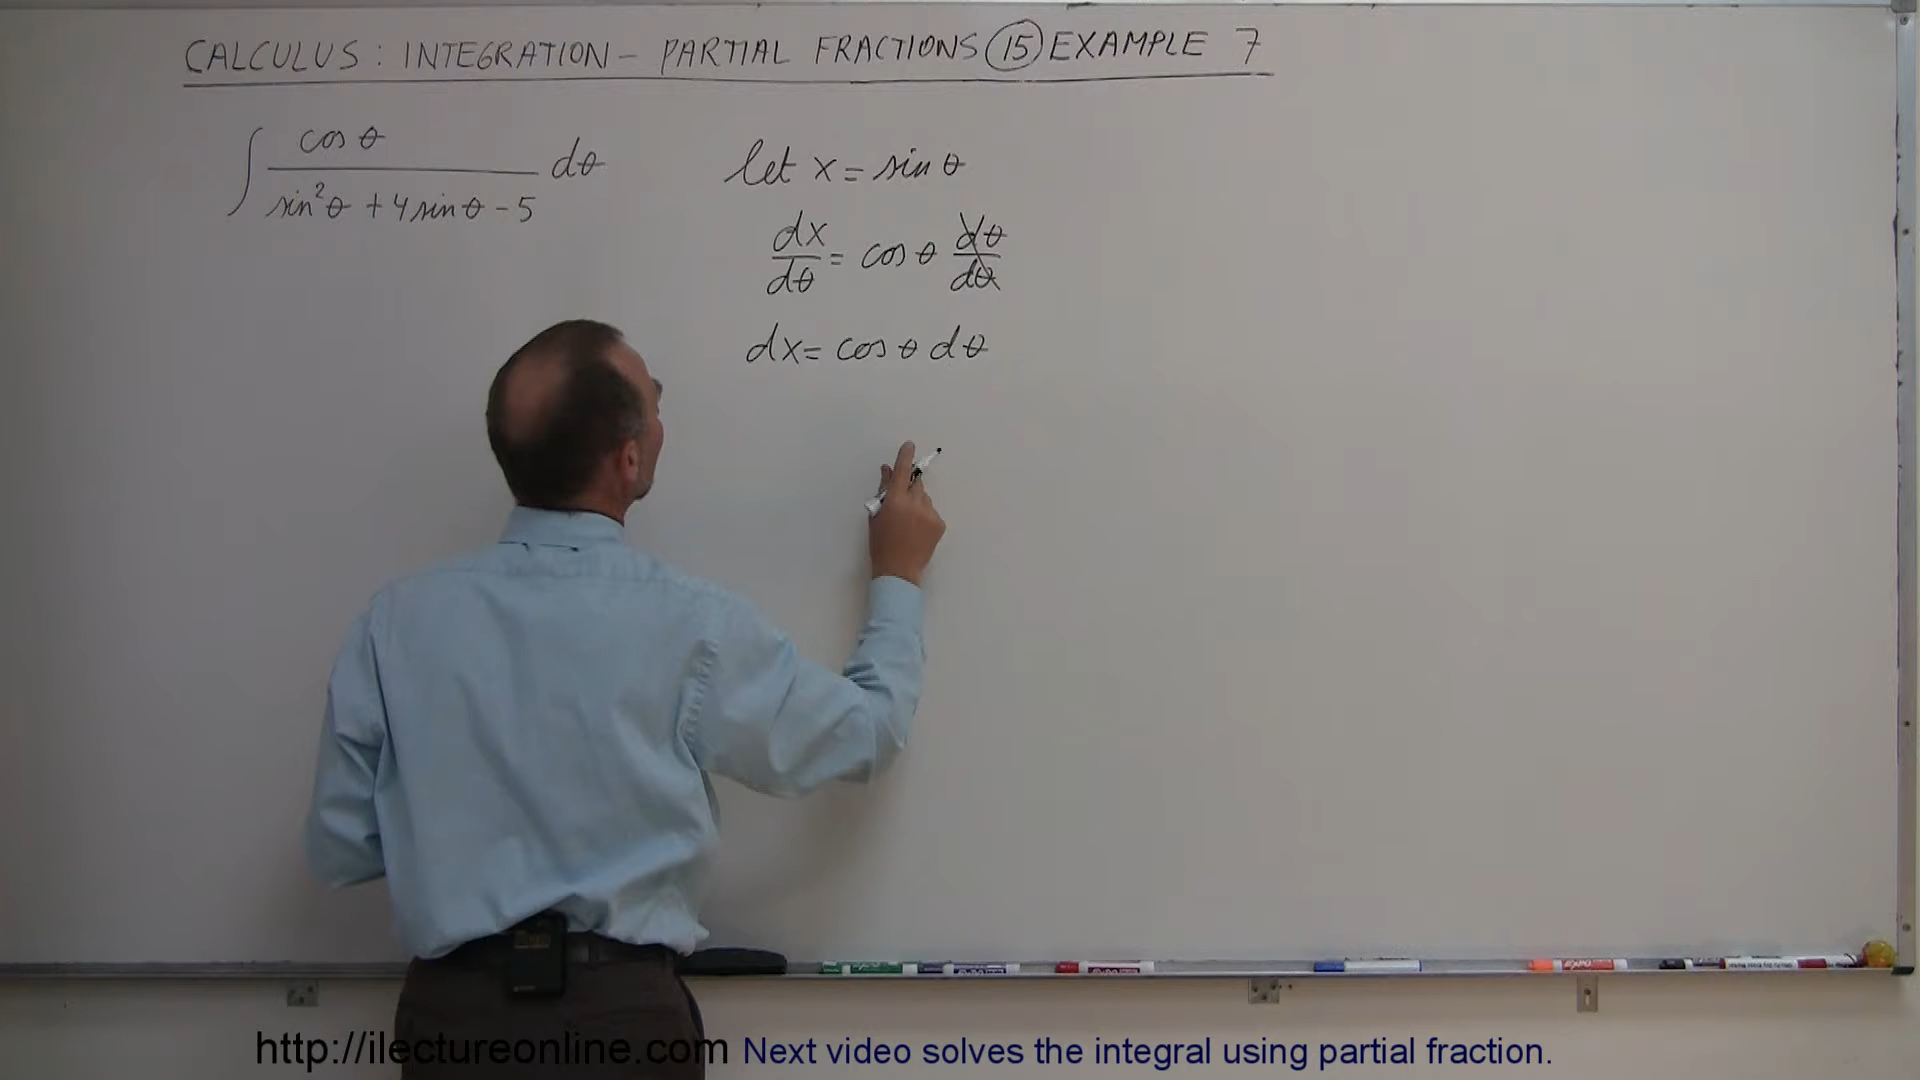 CALCULUS: INTEGRATION – PARTIAL FRACTIONS (15) EXAMPLE 7
∫ cos θ / (sin²θ + 4 sin θ - 5) dθ
let x = sin θ
dx/dθ = cos θ dθ/dθ
dx = cos θ dθ
http://ilectureonline.com Next video solves the integral using partial fraction.